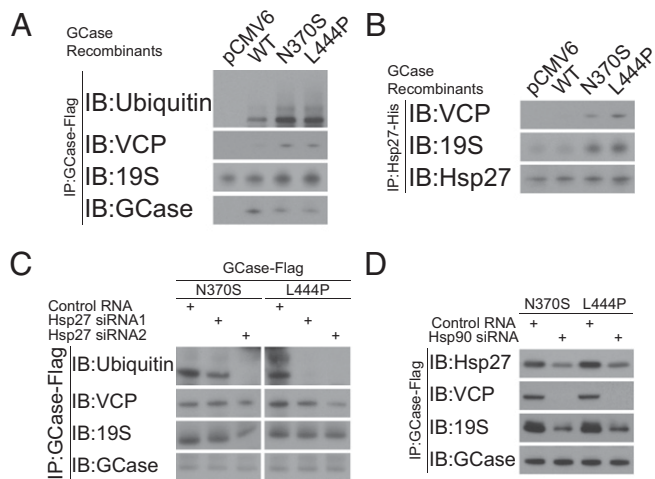 A
GCase
Recombinants
pCMV6
WT
N370S
L444P
IP:GCase-Flag
IB:Ubiquitin
IB:VCP
IB:19S
IB:GCase
B
GCase
Recombinants
pCMV6
WT
N370S
L444P
IP:Hsp27-His
IB:VCP
IB:19S
IB:Hsp27
C
GCase-Flag
N370S L444P
Control RNA + +
Hsp27 siRNA1 + +
Hsp27 siRNA2 + +
IP:GCase-Flag
IB:Ubiquitin
IB:VCP
IB:19S
IB:GCase
D
N370S L444P
Control RNA + +
Hsp90 siRNA + +
IP:GCase-Flag
IB:Hsp27
IB:VCP
IB:19S
IB:GCase